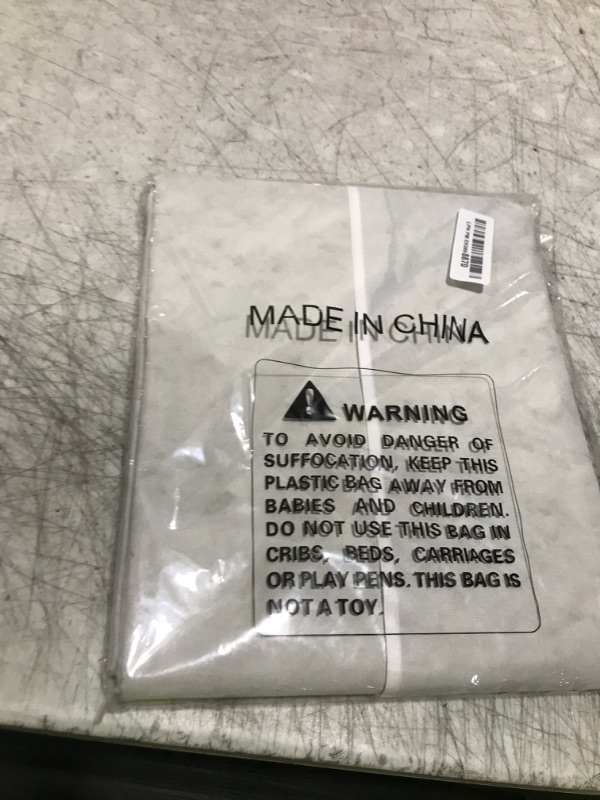 MADE IN CHINA
WARNING
TO AVOID DANGER OF
SUFFOCATION, KEEP THIS
PLASTIC BAG AWAY FROM
BABIES AND CHILDREN.
DO NOT USE THIS BAG IN
CRIBS, BEDS, CARRIAGES
OR PLAY PENS. THIS BAG IS
NOT A TOY.